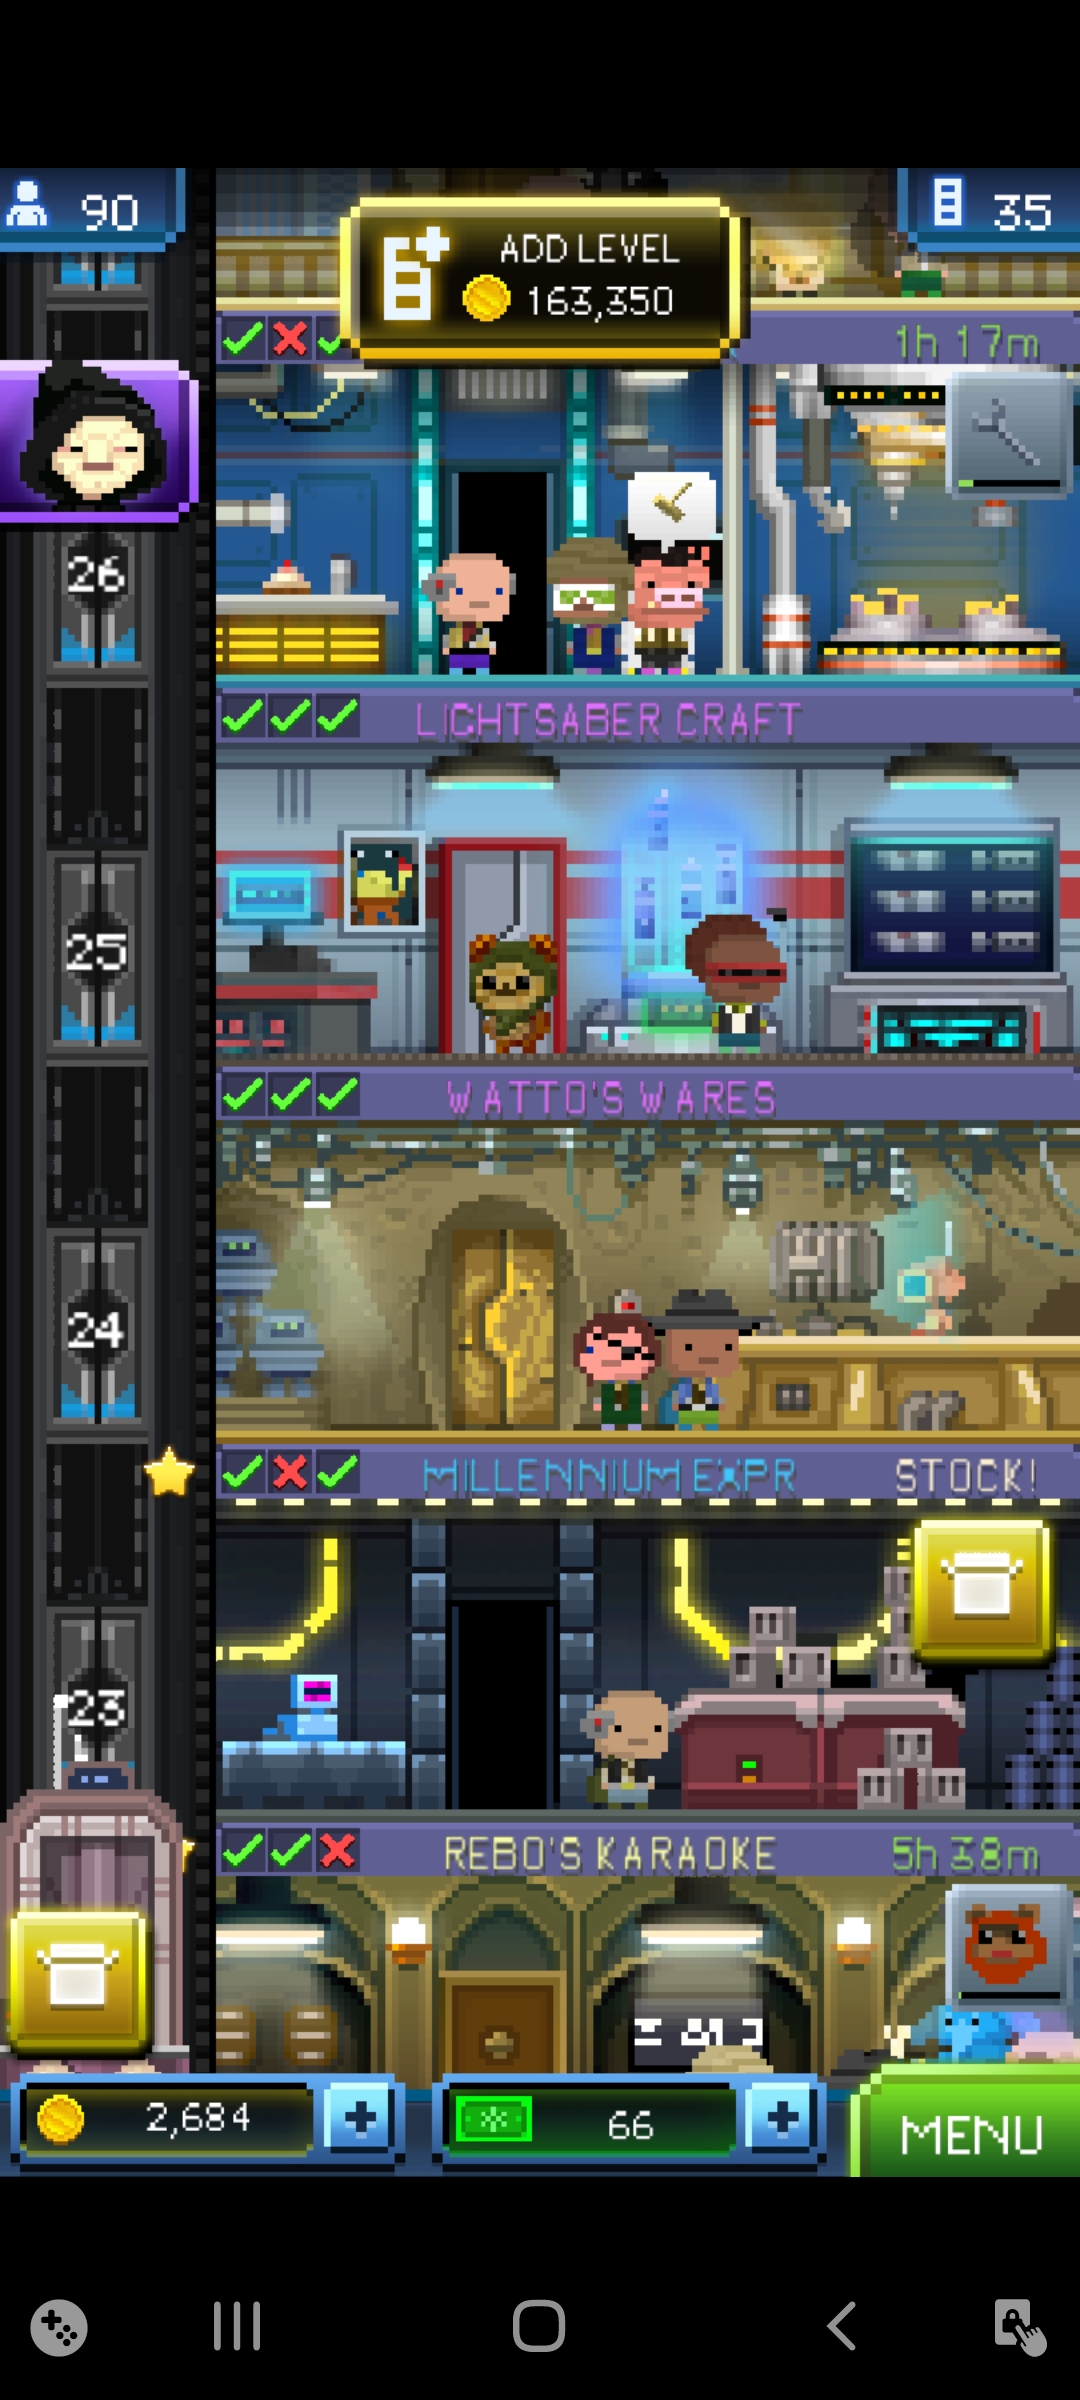 90
35
ADD LEVEL
163,350
1h 17m
26
LIGHTSABER CRAFT
25
WATTO'S WARES
24
MILLENNIUM EXPR STOCK!
23
REBO'S KARAOKE 5h 38m
2,684
66
MENU